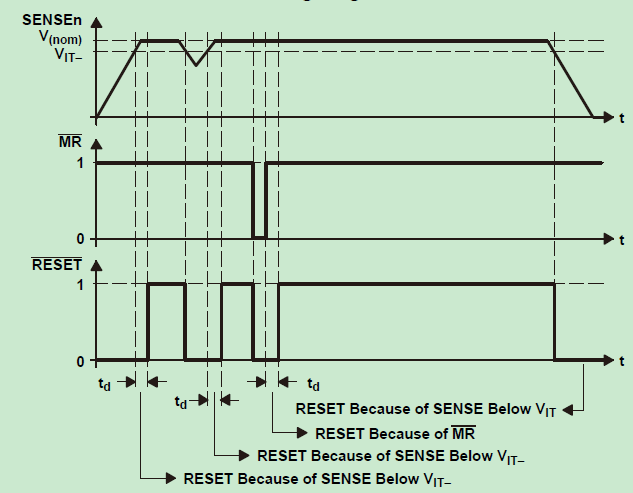 SENSEn
V(nom)
VIT–
t
MR
1
0
t
RESET
1
0
t
td
td
td
RESET Because of SENSE Below VIT
RESET Because of MR
RESET Because of SENSE Below VIT–
RESET Because of SENSE Below VIT–